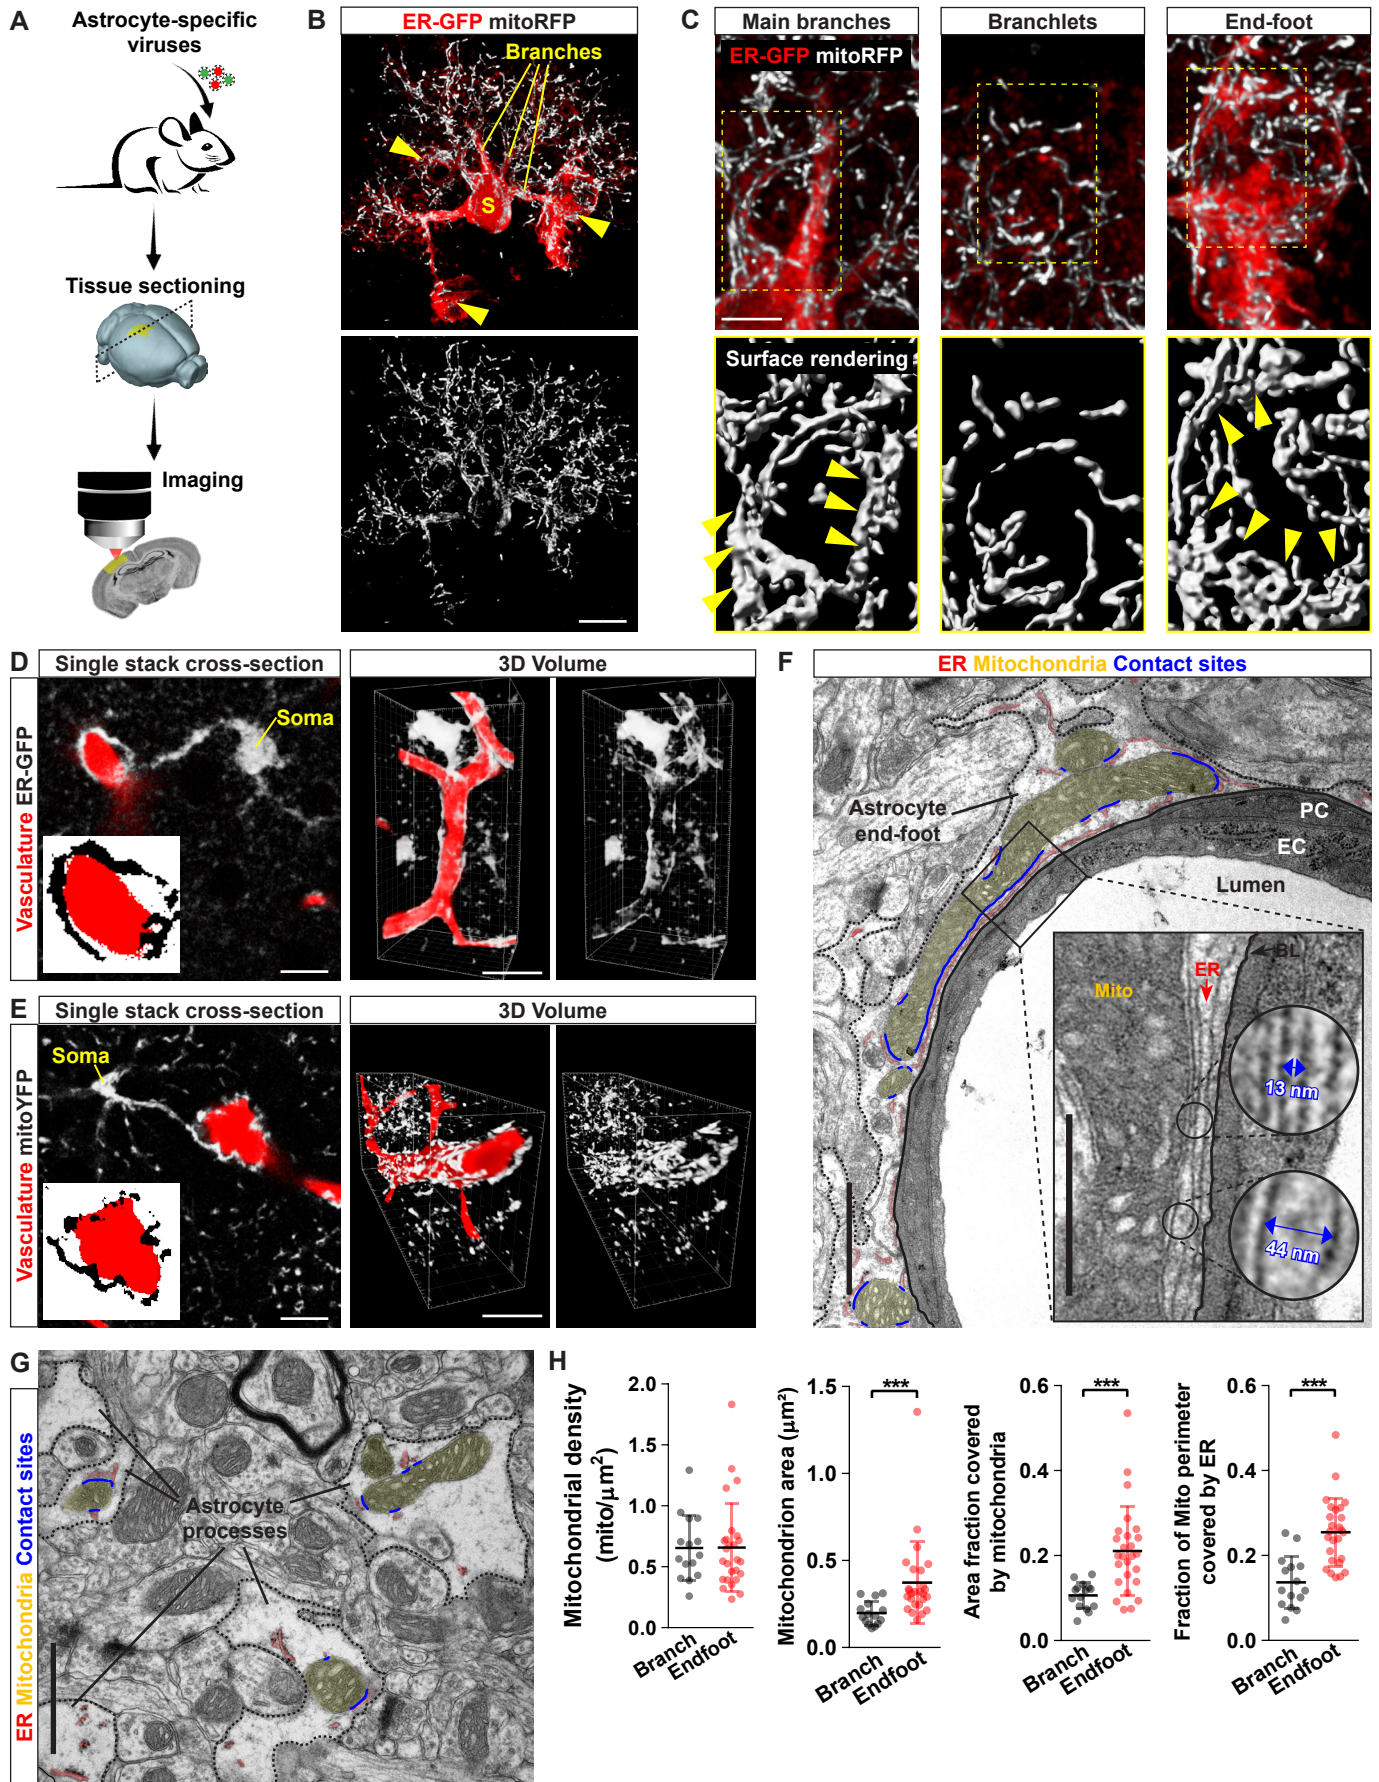 A
Astrocyte-specific
viruses
Tissue sectioning
Imaging
B
ER-GFP mitoRFP
Branches
S
C
Main branches
Branchlets
End-foot
ER-GFP mitoRFP
Surface rendering
D
Single stack cross-section
3D Volume
Vasculature ER-GFP
Soma
E
Single stack cross-section
3D Volume
Vasculature mitoYFP
Soma
F
ER Mitochondria Contact sites
Astrocyte
end-foot
PC
EC
Lumen
BL
ER
Mito
13 nm
44 nm
G
ER Mitochondria Contact sites
Astrocyte
processes
H
Mitochondrial density
(mito/μm²)
2.0
1.5
1.0
0.5
0.0
Branch
Endfoot
Mitochondrion area (μm²)
1.5
1.0
0.5
0.0
***
Branch
Endfoot
Area fraction covered
by mitochondria
0.6
0.4
0.2
0.0
***
Branch
Endfoot
Fraction of Mito perimeter
covered by ER
0.6
0.4
0.2
0.0
***
Branch
Endfoot